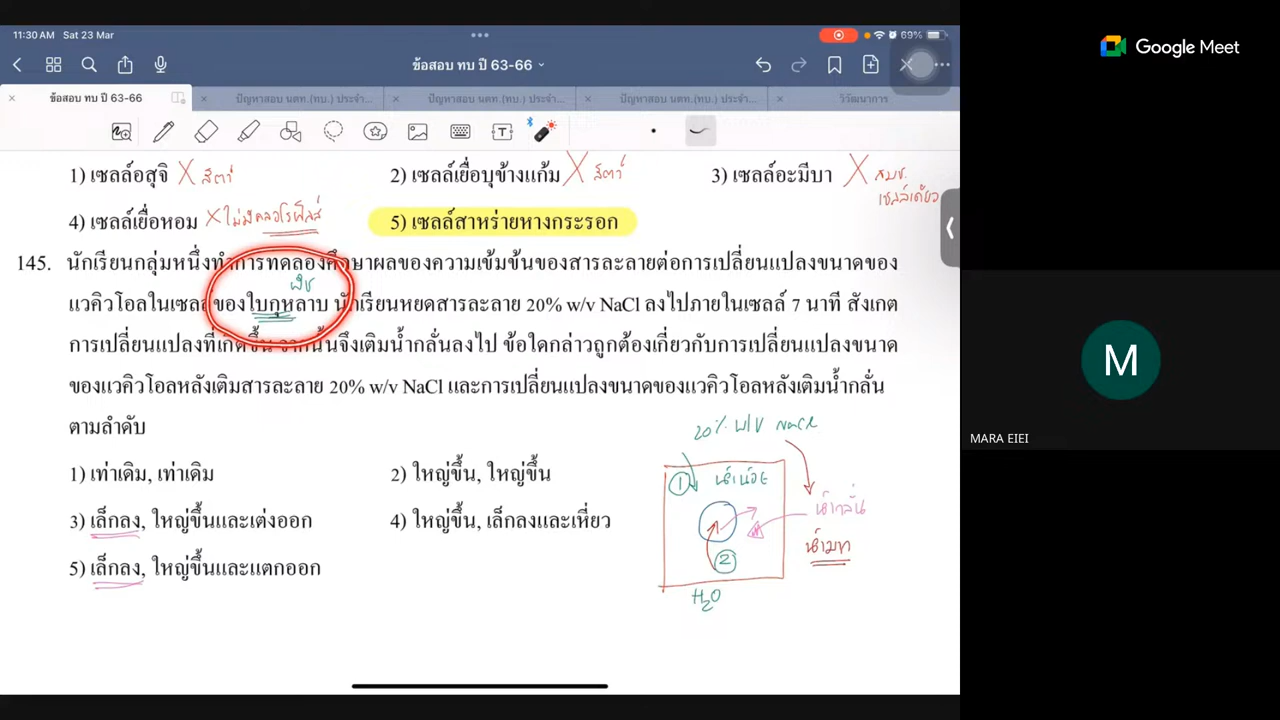 11:30 AM Sat 23 Mar
69%
Google Meet
ข้อสอบ ทบ ปี 63-66
ข้อสอบ ทบ ปี 63-66
ปัญหาสอบ นตท.(ทบ.) ประจำ...
ปัญหาสอบ นตท.(ทบ.) ประจำ...
ปัญหาสอบ นตท.(ทบ.) ประจำ...
วิวัฒนาการ
1) เซลล์อสุจิ X สัตว์
2) เซลล์เยื่อบุข้างแก้ม X สัตว์
3) เซลล์อะมีบา X สมช.
เซลล์เดียว
4) เซลล์เยื่อหอม X ไม่มีคลอโรฟิลล์
5) เซลล์สาหร่ายหางกระรอก
145. นักเรียนกลุ่มหนึ่งทำการทดลองศึกษาผลของความเข้มข้นของสารละลายต่อการเปลี่ยนแปลงขนาดของ
พืช
แวคิวโอลในเซลล์ของใบกุหลาบ นักเรียนหยดสารละลาย 20% w/v NaCl ลงไปภายในเซลล์ 7 นาที สังเกต
การเปลี่ยนแปลงที่เกิดขึ้น จากนั้นจึงเติมน้ำกลั่นลงไป ข้อใดกล่าวถูกต้องเกี่ยวกับการเปลี่ยนแปลงขนาด
ของแวคิวโอลหลังเติมสารละลาย 20% w/v NaCl และการเปลี่ยนแปลงขนาดของแวคิวโอลหลังเติมน้ำกลั่น
ตามลำดับ
1) เท่าเดิม, เท่าเดิม
2) ใหญ่ขึ้น, ใหญ่ขึ้น
3) เล็กลง, ใหญ่ขึ้นและเต่งออก
4) ใหญ่ขึ้น, เล็กลงและเหี่ยว
5) เล็กลง, ใหญ่ขึ้นและแตกออก
20% w/v NaCl
1 น้ำน้อย
น้ำกลั่น
น้ำมาก
2
H2O
M
MARA EIEI